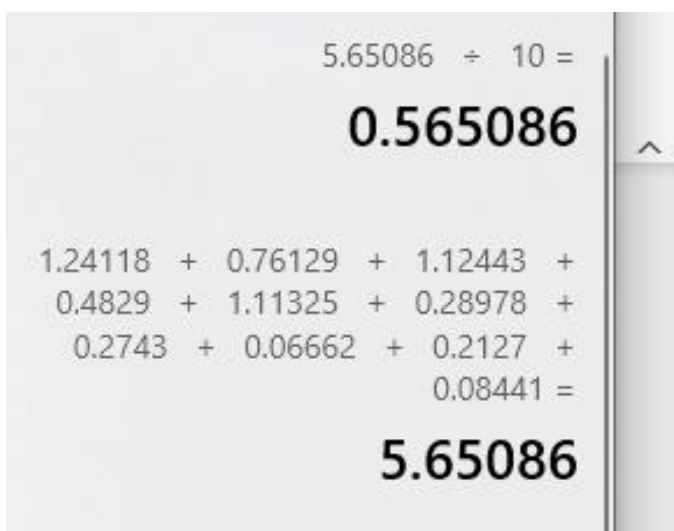 5.65086 ÷ 10 =
0.565086
1.24118 + 0.76129 + 1.12443 +
0.4829 + 1.11325 + 0.28978 +
0.2743 + 0.06662 + 0.2127 +
0.08441 =
5.65086